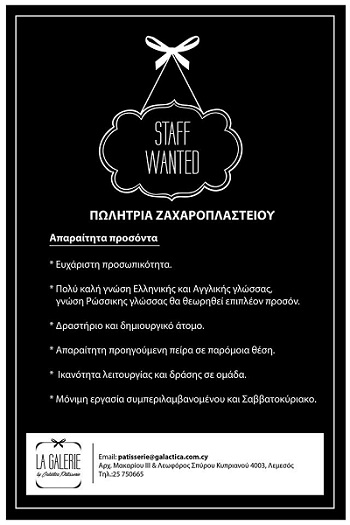 STAFF
WANTED
ΠΩΛΗΤΡΙΑ ΖΑΧΑΡΟΠΛΑΣΤΕΙΟΥ
Απαραίτητα προσόντα
* Ευχάριστη προσωπικότητα.
* Πολύ καλή γνώση Ελληνικής και Αγγλικής γλώσσας,
γνώση Ρώσσικης γλώσσας θα θεωρηθεί επιπλέον προσόν.
* Δραστήριο και δημιουργικό άτομο.
* Απαραίτητη προηγούμενη πείρα σε παρόμοια θέση.
* Ικανότητα λειτουργίας και δράσης σε ομάδα.
* Μόνιμη εργασία συμπεριλαμβανομένου και Σαββατοκύριακο.
LA GALERIE
Email: patisserie@galactica.com.cy
Αρχ. Μακαρίου ΙΙΙ & Λεωφόρος Σπύρου Κυπριανού 4003, Λεμεσός
Τηλ.:25 750665